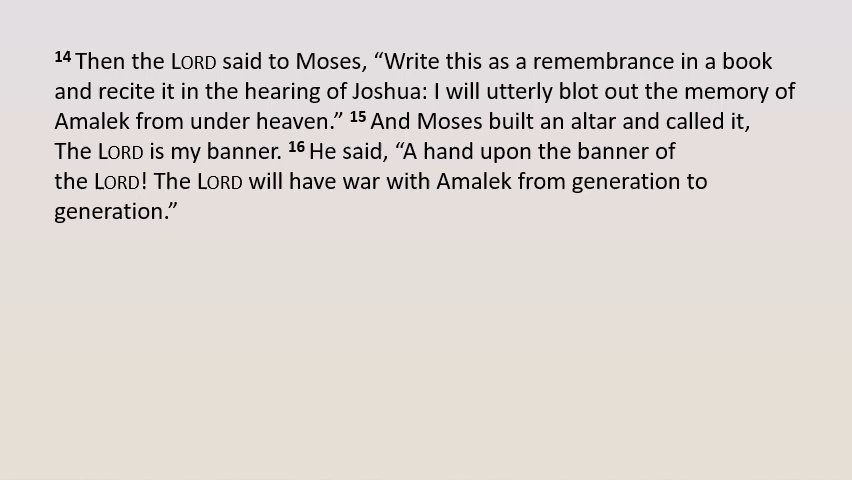 14 Then the LORD said to Moses, “Write this as a remembrance in a book
and recite it in the hearing of Joshua: I will utterly blot out the memory of
Amalek from under heaven.” 15 And Moses built an altar and called it,
The LORD is my banner. 16 He said, “A hand upon the banner of
the LORD! The LORD will have war with Amalek from generation to
generation.”